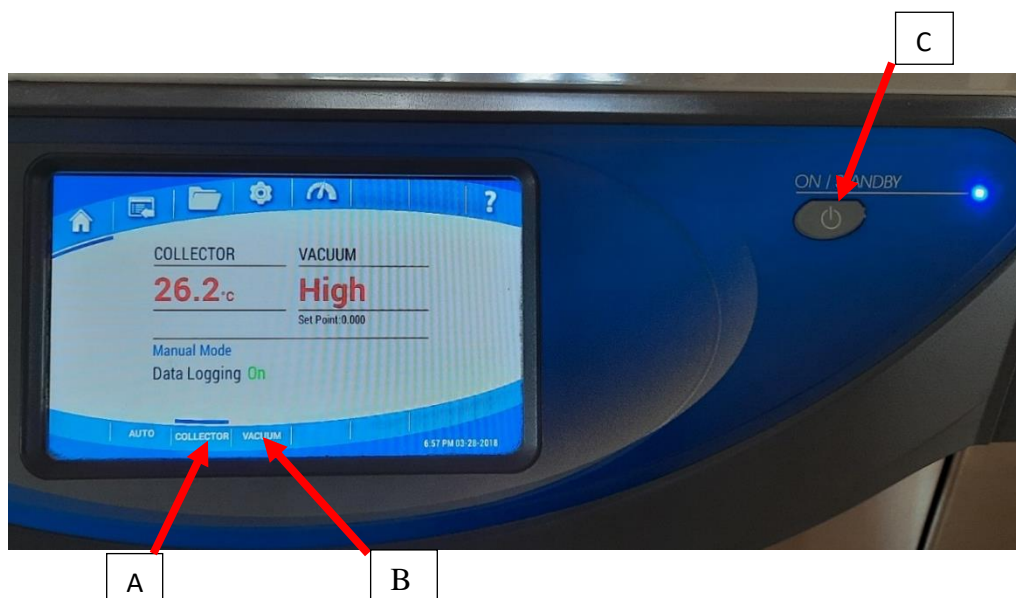 C
ON / STANDBY
?
COLLECTOR
VACUUM
26.2°c
High
Set Point:0.000
Manual Mode
Data Logging On
AUTO
COLLECTOR
VACUUM
6:57 PM 03-28-2018
A
B